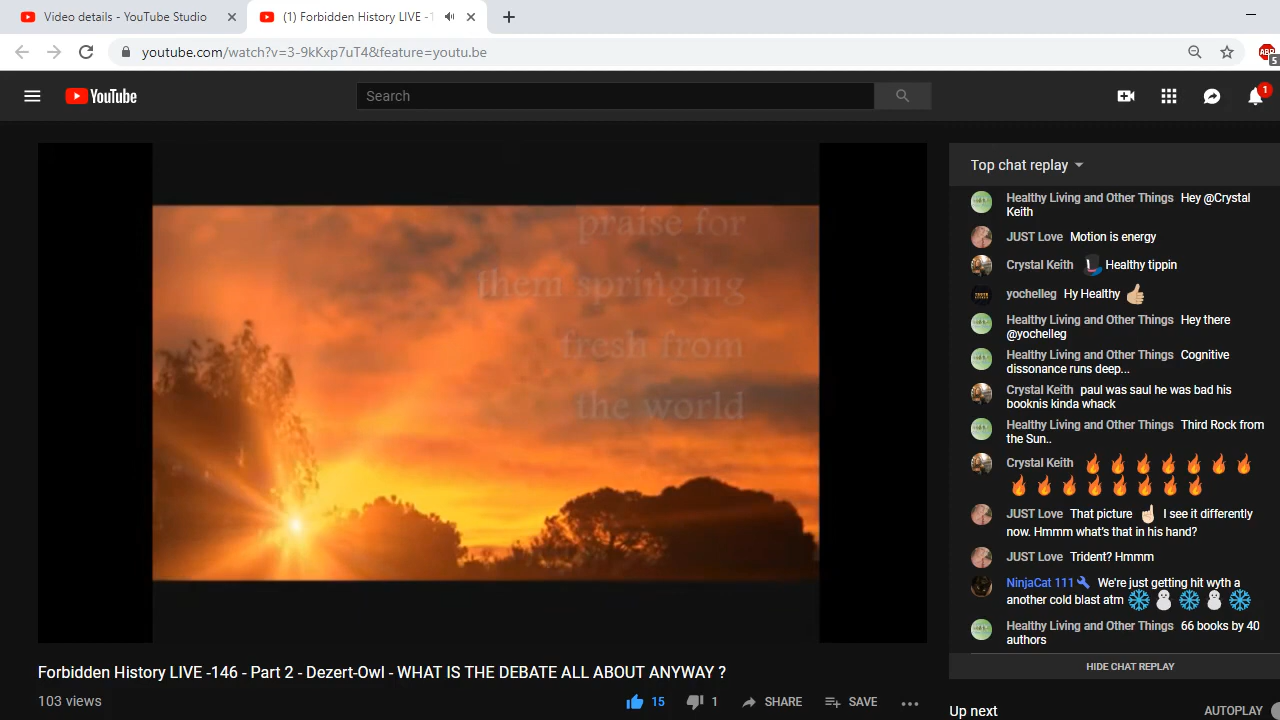 Video details - YouTube Studio
(1) Forbidden History LIVE -1
youtube.com/watch?v=3-9kKxp7uT4&feature=youtu.be
ABP
5
YouTube
Search
1
praise for
them springing
fresh from
the world
Top chat replay
Healthy Living and Other Things Hey @Crystal
Keith
JUST Love Motion is energy
Crystal Keith 🎩 Healthy tippin
yochelleg Hy Healthy 👍🏼
Healthy Living and Other Things Hey there
@yochelleg
Healthy Living and Other Things Cognitive
dissonance runs deep...
Crystal Keith paul was saul he was bad his
booknis kinda whack
Healthy Living and Other Things Third Rock from
the Sun..
Crystal Keith 🔥🔥🔥🔥🔥🔥🔥
🔥🔥🔥🔥🔥🔥🔥🔥
JUST Love That picture ☝🏻 I see it differently
now. Hmmm what's that in his hand?
JUST Love Trident? Hmmm
NinjaCat 111 We're just getting hit wyth a
another cold blast atm ❄⛄❄⛄❄
Healthy Living and Other Things 66 books by 40
authors
HIDE CHAT REPLAY
Forbidden History LIVE -146 - Part 2 - Dezert-Owl - WHAT IS THE DEBATE ALL ABOUT ANYWAY ?
103 views
15
1
SHARE
SAVE
Up next
AUTOPLAY